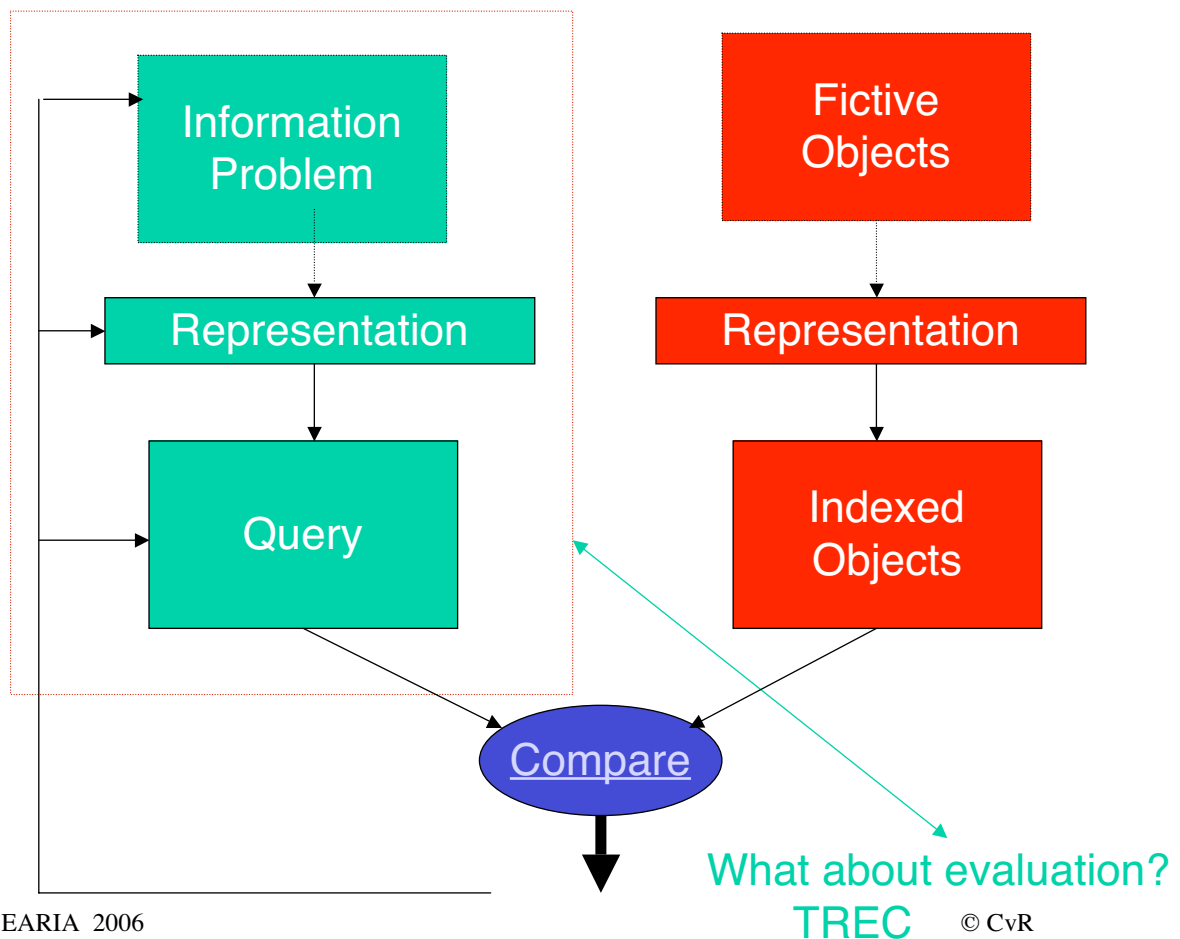 Information
Problem
Fictive
Objects
Representation
Representation
Query
Indexed
Objects
Compare
What about evaluation?
TREC
EARIA 2006
© CvR